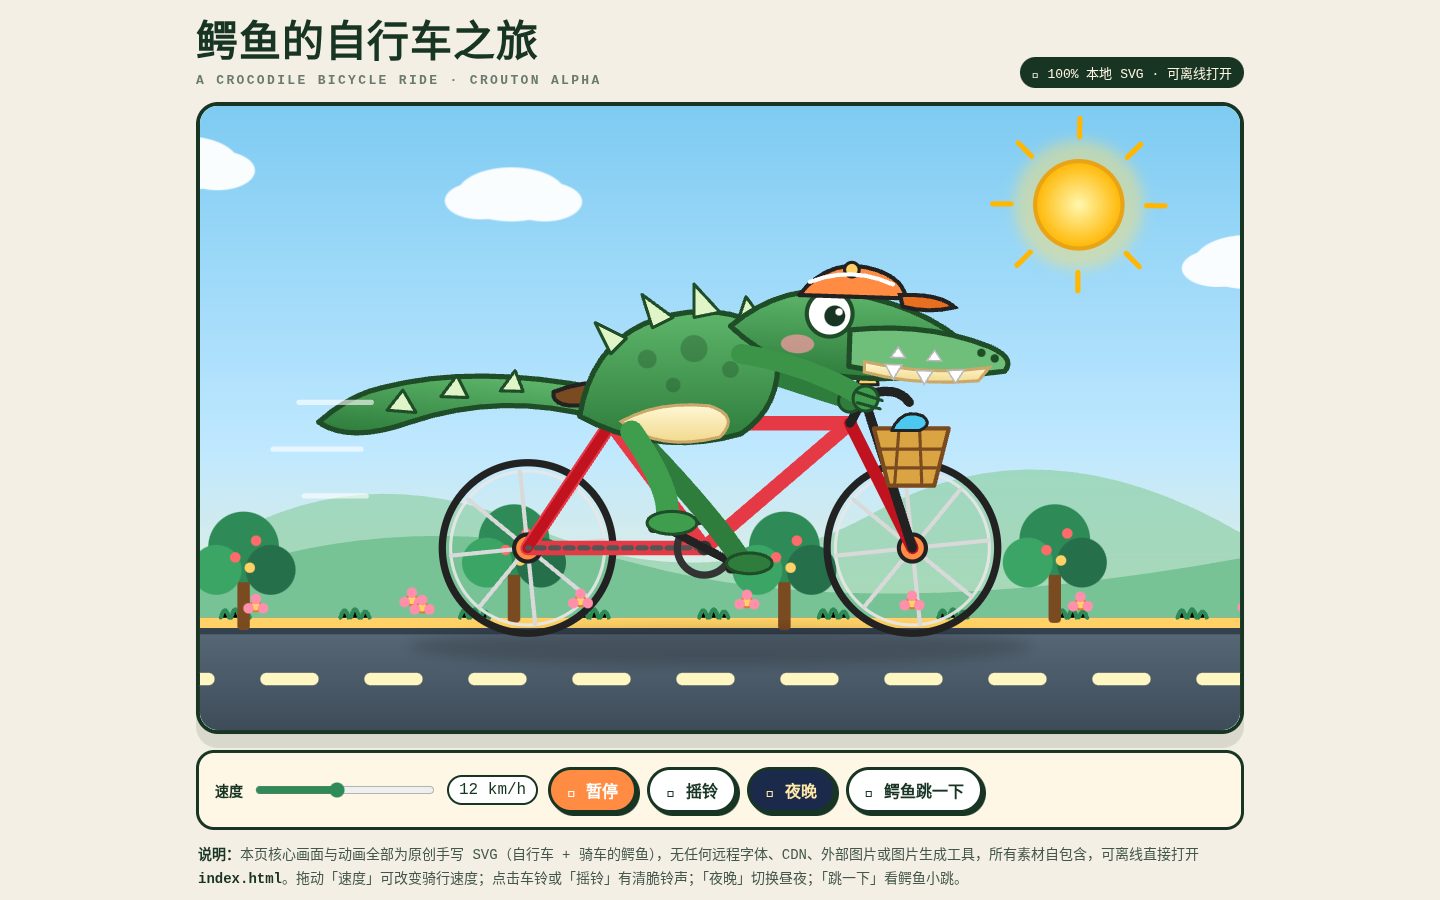 鳄鱼的自行车之旅
A CROCODILE BICYCLE RIDE · CROUTON ALPHA
100% 本地 SVG · 可离线打开
速度
12 km/h
暂停
摇铃
夜晚
鳄鱼跳一下
说明：本页核心画面与动画全部为原创手写 SVG（自行车 + 骑车的鳄鱼），无任何远程字体、CDN、外部图片或图片生成工具，所有素材自包含，可离线直接打开
index.html。拖动「速度」可改变骑行速度；点击车铃或「摇铃」有清脆铃声；「夜晚」切换昼夜；「跳一下」看鳄鱼小跳。